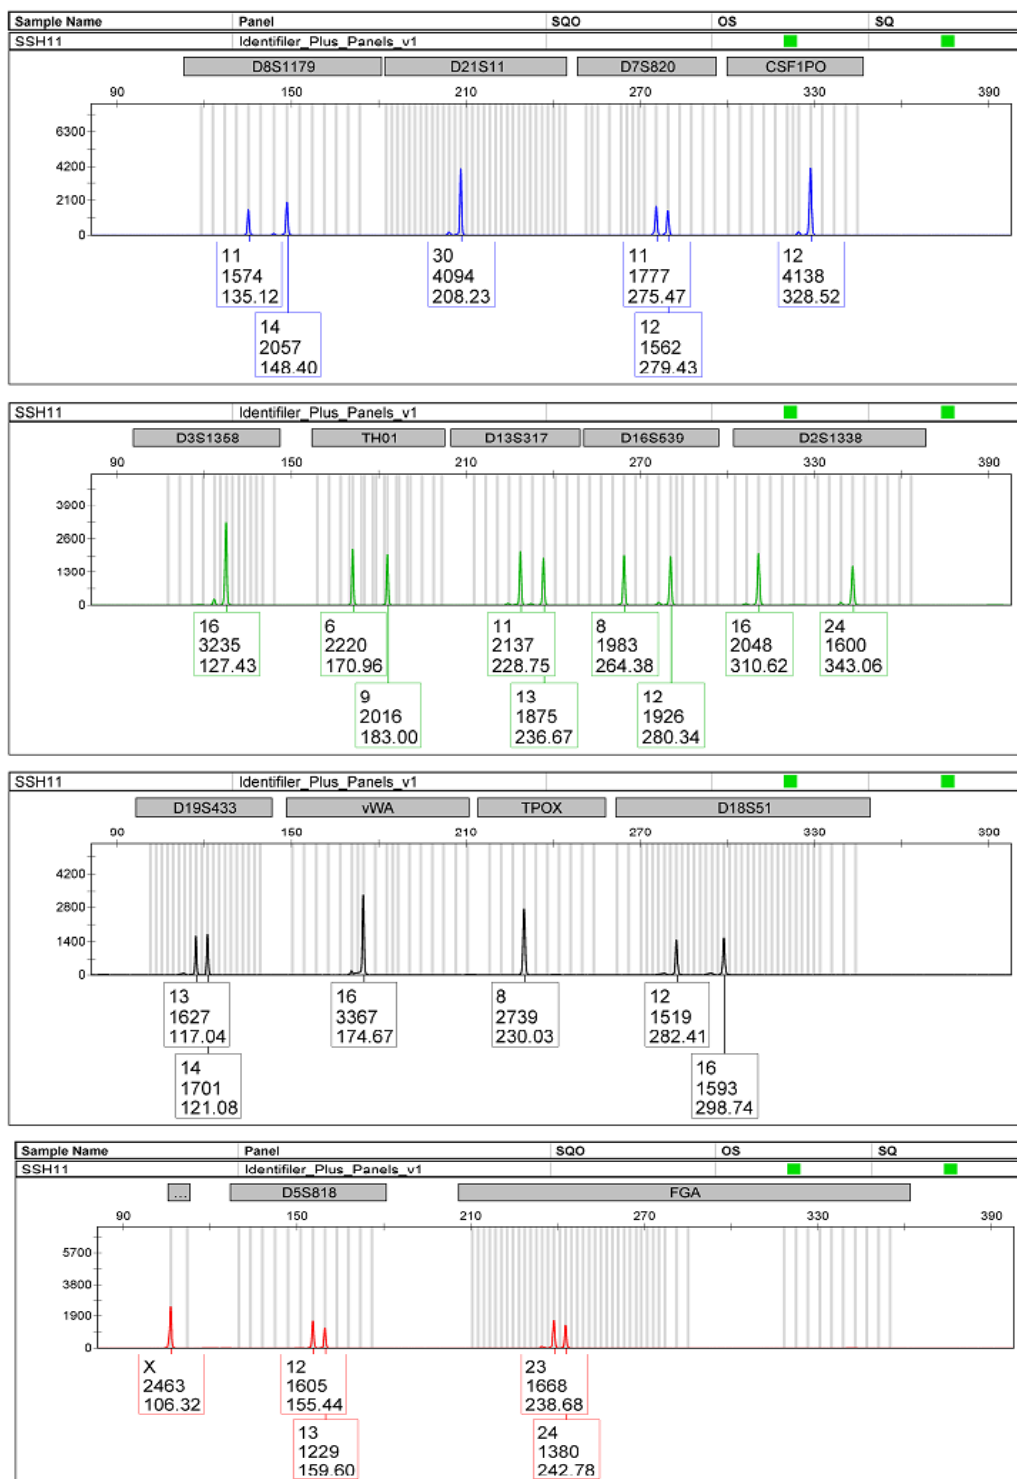 Sample Name Panel SQO OS SQ
SSH11 Identifiler_Plus_Panels_v1
D8S1179 D21S11 D7S820 CSF1PO
90 150 210 270 330 390
6300
4200
2100
0
11 30 11 12
1574 4094 1777 4138
135.12 208.23 275.47 328.52
14 12
2057 1562
148.40 279.43
SSH11 Identifiler_Plus_Panels_v1
D3S1358 TH01 D13S317 D16S539 D2S1338
90 150 210 270 330 390
3900
2600
1300
0
16 6 11 8 16 24
3235 2220 2137 1983 2048 1600
127.43 170.96 228.75 264.38 310.62 343.06
9 13 12
2016 1875 1926
183.00 236.67 280.34
SSH11 Identifiler_Plus_Panels_v1
D19S433 vWA TPOX D18S51
90 150 210 270 330 390
4200
2800
1400
0
13 16 8 12
1627 3367 2739 1519
117.04 174.67 230.03 282.41
14 16
1701 1593
121.08 298.74
Sample Name Panel SQO OS SQ
SSH11 Identifiler_Plus_Panels_v1
... D5S818 FGA
90 150 210 270 330 390
5700
3800
1900
0
X 12 23
2463 1605 1668
106.32 155.44 238.68
13 24
1229 1380
159.60 242.78